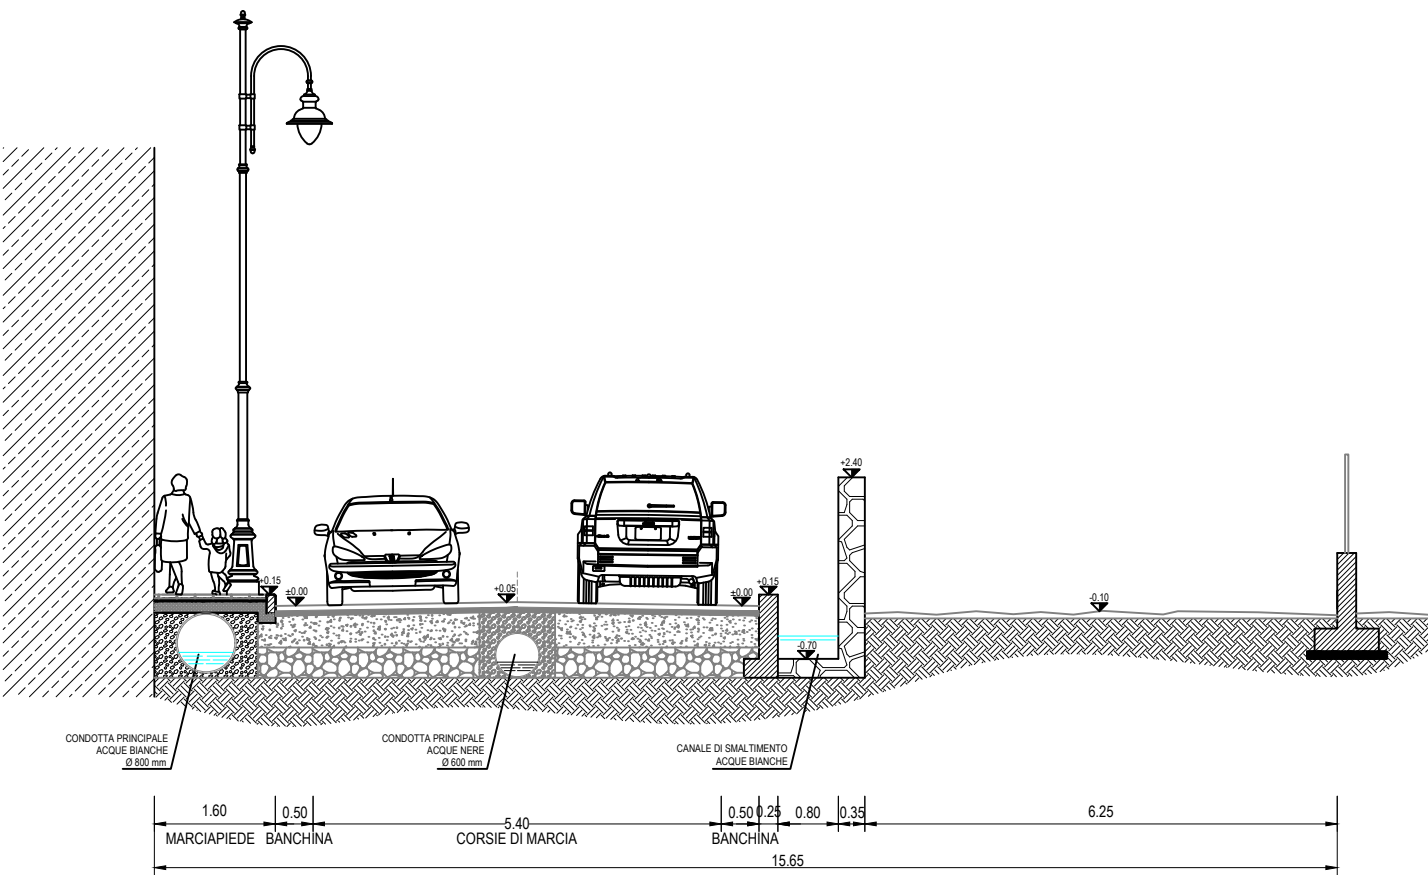 +2.40
+0.15
±0.00
+0.05
±0.00
+0.15
-0.10
-0.70
CONDOTTA PRINCIPALE
ACQUE BIANCHE
Ø 800 mm
CONDOTTA PRINCIPALE
ACQUE NERE
Ø 600 mm
CANALE DI SMALTIMENTO
ACQUE BIANCHE
1.60
0.50
5.40
0.50
0.25
0.80
0.35
6.25
MARCIAPIEDE
BANCHINA
CORSIE DI MARCIA
BANCHINA
15.65